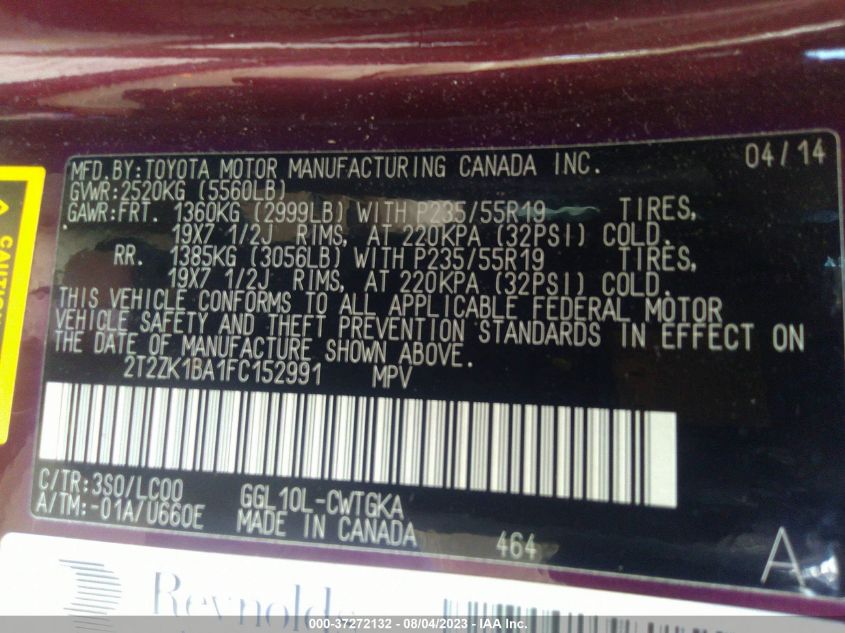 MFD.BY:TOYOTA MOTOR MANUFACTURING CANADA INC. 04/14
GVWR:2520KG (5560LB)
GAWR:FRT. 1360KG (2999LB) WITH P235/55R19 TIRES,
19X7 1/2J RIMS, AT 220KPA (32PSI) COLD.
RR. 1385KG (3056LB) WITH P235/55R19 TIRES,
19X7 1/2J RIMS, AT 220KPA (32PSI) COLD.
THIS VEHICLE CONFORMS TO ALL APPLICABLE FEDERAL MOTOR
VEHICLE SAFETY AND THEFT PREVENTION STANDARDS IN EFFECT ON
THE DATE OF MANUFACTURE SHOWN ABOVE.
2T2ZK1BA1FC152991 MPV
C/TR:3S0/LC00 GGL10L-CWTGKA
A/TM:-01A/U660E MADE IN CANADA 464 A
CAUTION
Reynolds
000-37272132 - 08/04/2023 - IAA Inc.